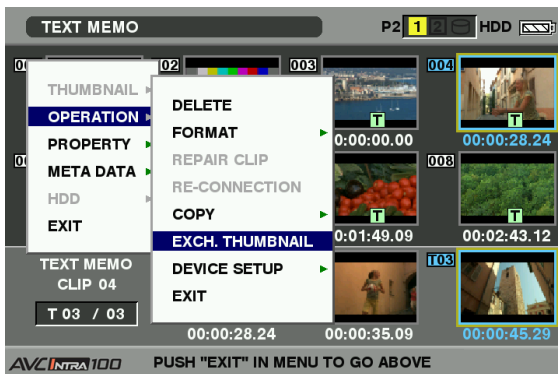 TEXT MEMO
P2 1 2 HDD
002
003
004
THUMBNAIL
OPERATION
PROPERTY
META DATA
HDD
EXIT
DELETE
FORMAT
REPAIR CLIP
RE-CONNECTION
COPY
EXCH. THUMBNAIL
DEVICE SETUP
EXIT
T
T
0:00:00.00
00:00:28.24
008
T
0:01:49.09
00:02:43.12
TEXT MEMO
CLIP 04
T 03 / 03
T03
00:00:28.24
00:00:35.09
00:00:45.29
AVC INTRA 100
PUSH "EXIT" IN MENU TO GO ABOVE